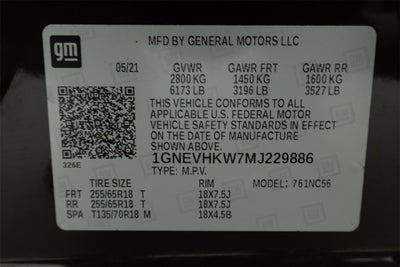 gm
MFD BY GENERAL MOTORS LLC
05/21 GVWR GAWR FRT GAWR RR
2800 KG 1450 KG 1600 KG
6173 LB 3196 LB 3527 LB
THIS VEHICLE CONFORMS TO ALL
APPLICABLE U.S. FEDERAL MOTOR
VEHICLE SAFETY STANDARDS IN EFFECT
ON THE DATE OF MANUFACTURE
SHOWN ABOVE.
326E
1GNEVHKW7MJ229886
TYPE: M.P.V. MODEL: 761NC56
TIRE SIZE RIM
FRT 255/65R18 T 18X7.5J
RR 255/65R18 T 18X7.5J
SPA T135/70R18 M 18X4.5B